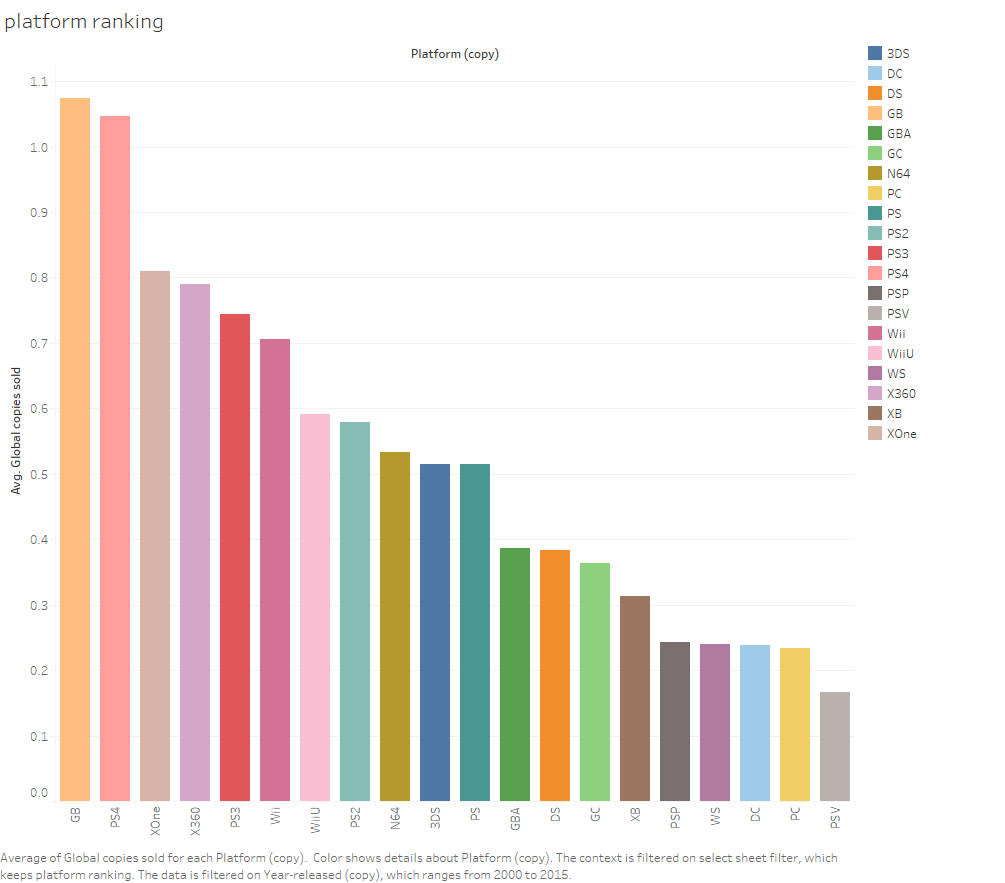 platform ranking
Platform (copy)
1.1
1.0
0.9
0.8
0.7
0.6
0.5
0.4
0.3
0.2
0.1
0.0
Avg. Global copies sold
GB
PS4
XOne
X360
PS3
Wii
WiiU
PS2
N64
3DS
PS
GBA
DS
GC
XB
PSP
WS
DC
PC
PSV
3DS
DC
DS
GB
GBA
GC
N64
PC
PS
PS2
PS3
PS4
PSP
PSV
Wii
WiiU
WS
X360
XB
XOne
Average of Global copies sold for each Platform (copy).  Color shows details about Platform (copy). The context is filtered on select sheet filter, which
keeps platform ranking. The data is filtered on Year-released (copy), which ranges from 2000 to 2015.